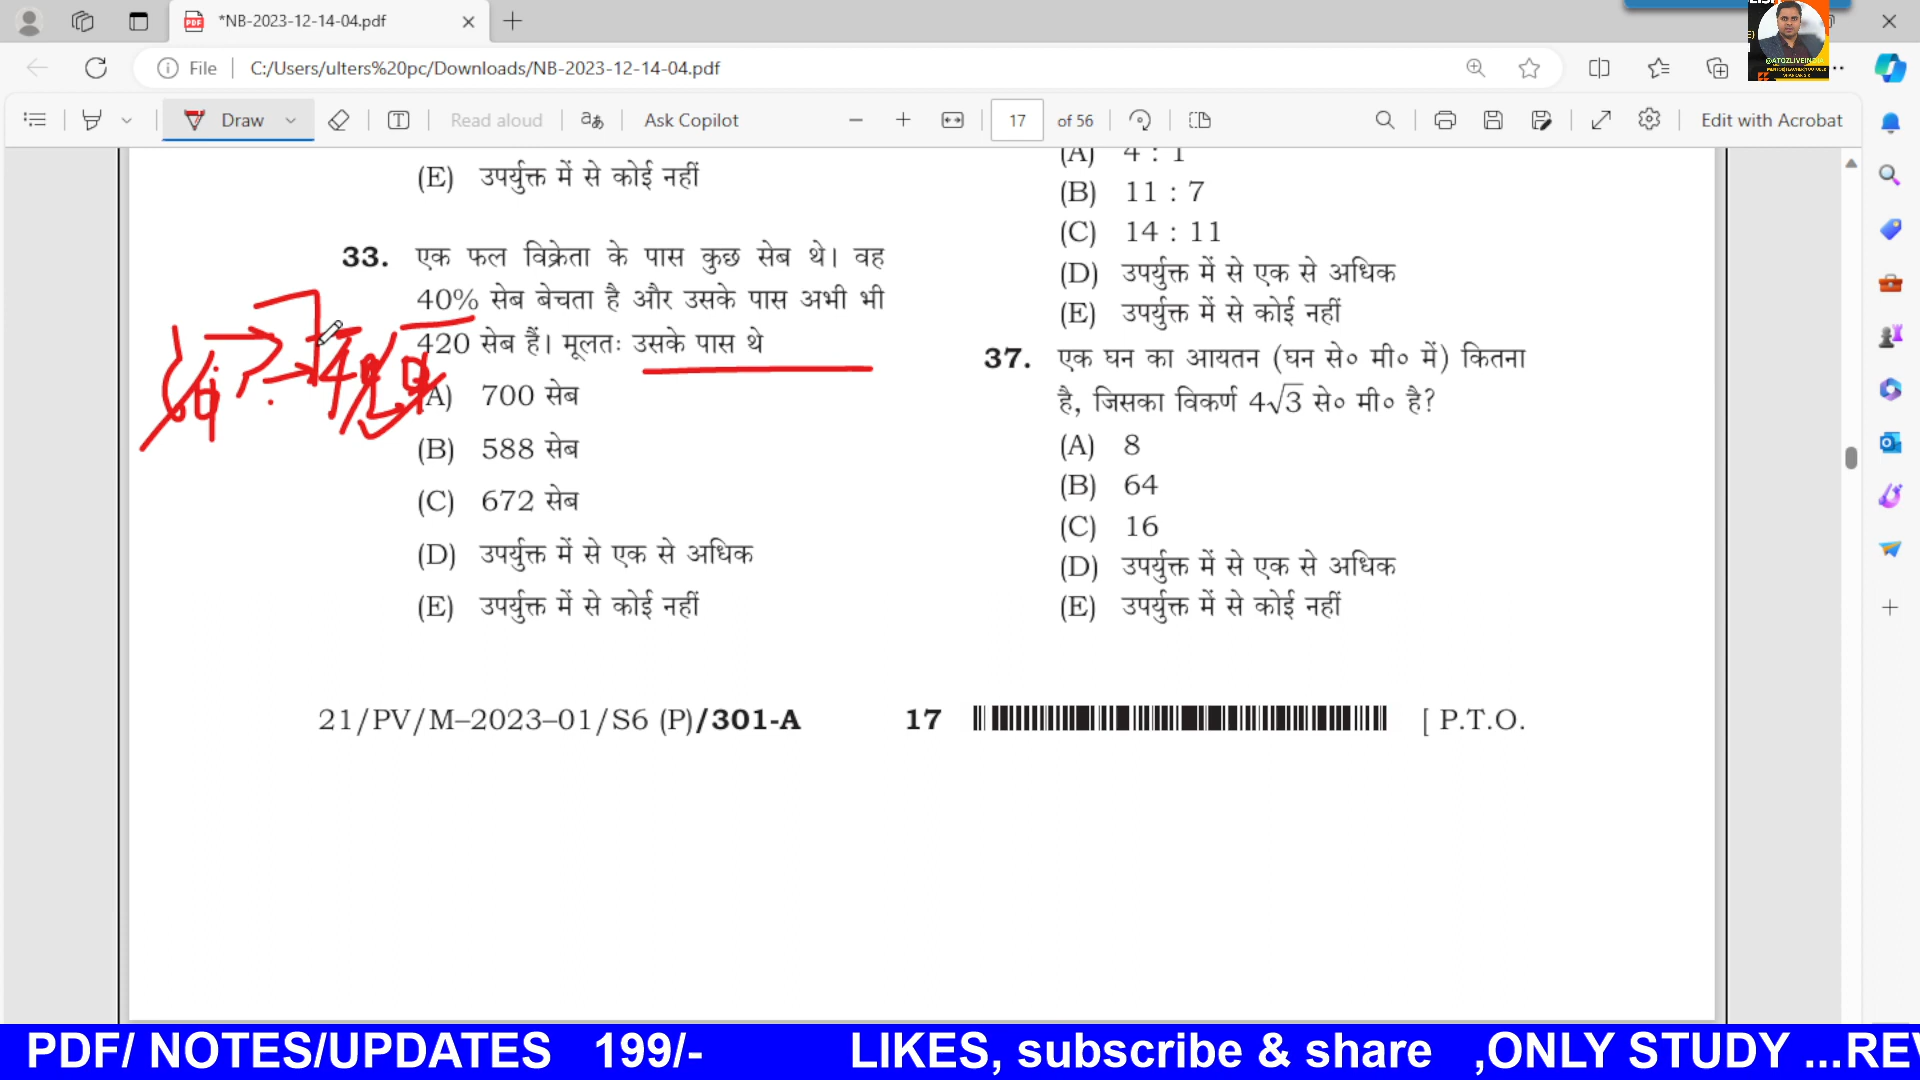 *NB-2023-12-14-04.pdf
File C:/Users/ulters%20pc/Downloads/NB-2023-12-14-04.pdf
@ATOZLIVEINDIA
Draw Read aloud Ask Copilot 17 of 56 Edit with Acrobat
(E) उपर्युक्त में से कोई नहीं
33. एक फल विक्रेता के पास कुछ सेब थे। वह
40% सेब बेचता है और उसके पास अभी भी
420 सेब हैं। मूलतः उसके पास थे
(A) 700 सेब
(B) 588 सेब
(C) 672 सेब
(D) उपर्युक्त में से एक से अधिक
(E) उपर्युक्त में से कोई नहीं
(A) 4 : 1
(B) 11 : 7
(C) 14 : 11
(D) उपर्युक्त में से एक से अधिक
(E) उपर्युक्त में से कोई नहीं
37. एक घन का आयतन (घन से० मी० में) कितना
है, जिसका विकर्ण 4√3 से० मी० है?
(A) 8
(B) 64
(C) 16
(D) उपर्युक्त में से एक से अधिक
(E) उपर्युक्त में से कोई नहीं
21/PV/M–2023–01/S6 (P)/301-A 17 [ P.T.O.
PDF/ NOTES/UPDATES 199/- LIKES, subscribe & share ,ONLY STUDY ...REV